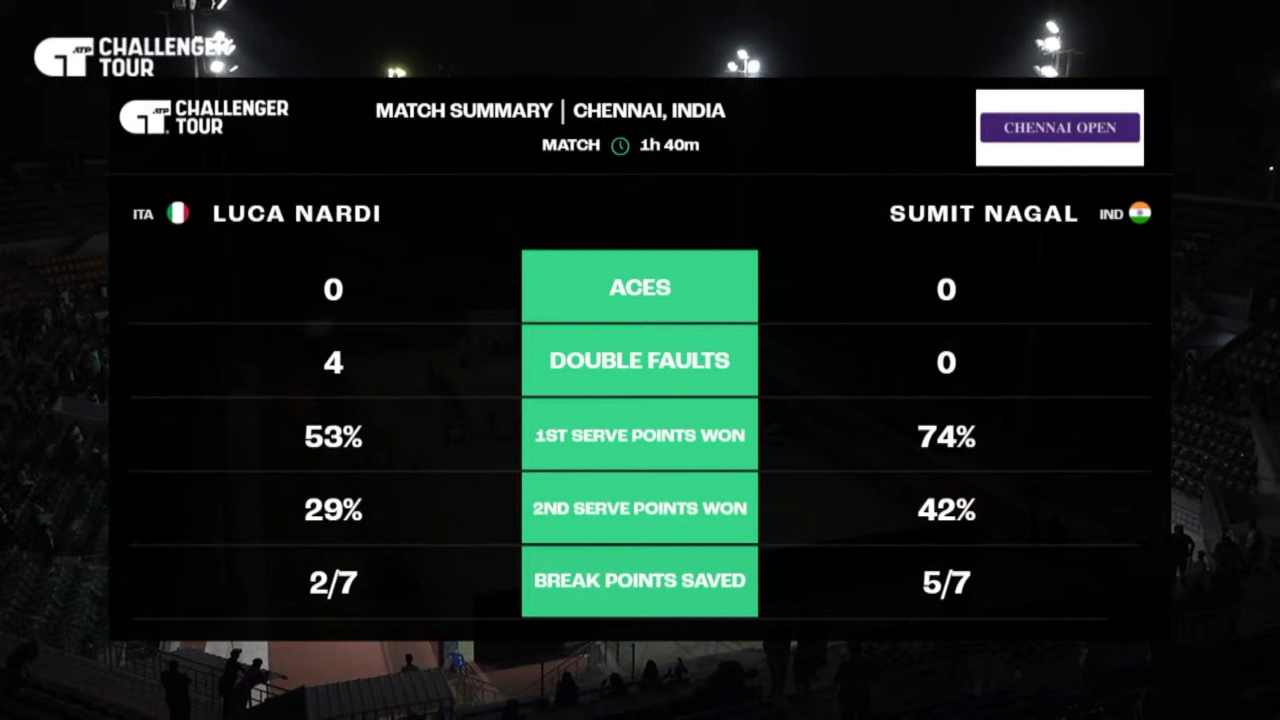 ATP CHALLENGER
TOUR
ATP CHALLENGER
TOUR
MATCH SUMMARY | CHENNAI, INDIA
MATCH 1h 40m
CHENNAI OPEN
ITA LUCA NARDI
SUMIT NAGAL IND
0 ACES 0
4 DOUBLE FAULTS 0
53% 1ST SERVE POINTS WON 74%
29% 2ND SERVE POINTS WON 42%
2/7 BREAK POINTS SAVED 5/7